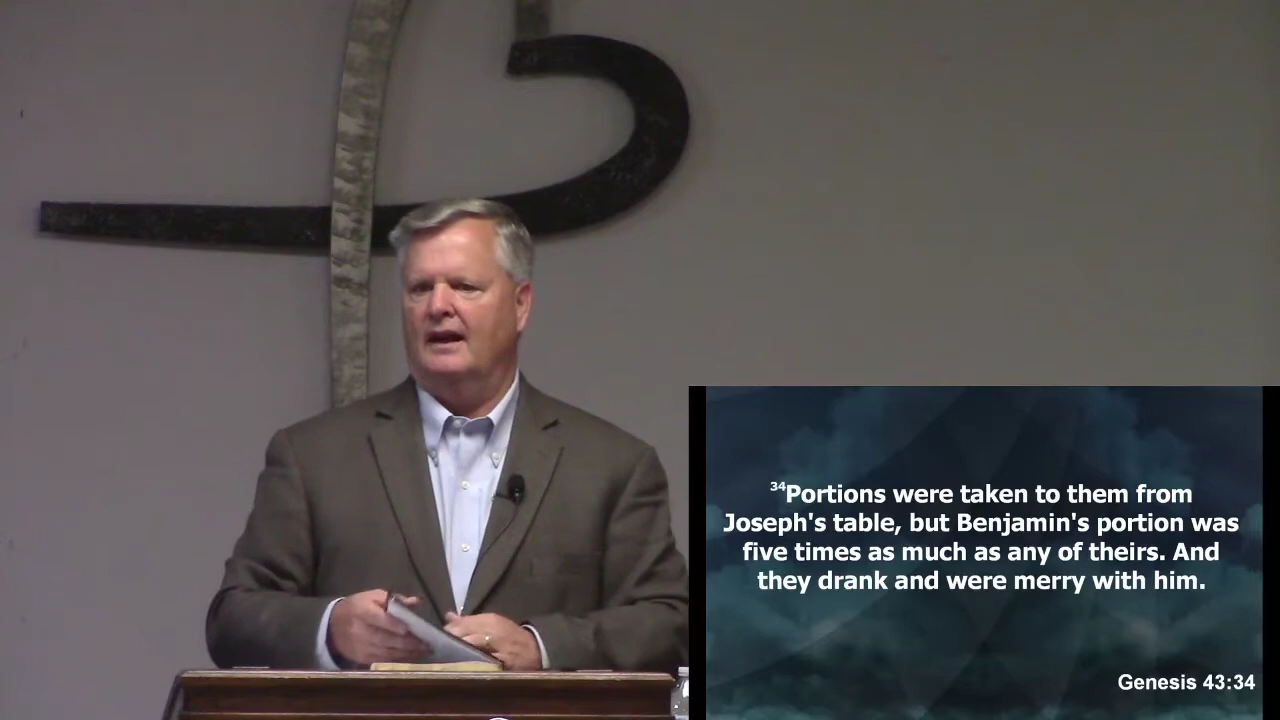 ³⁴Portions were taken to them from
Joseph's table, but Benjamin's portion was
five times as much as any of theirs. And
they drank and were merry with him.
Genesis 43:34